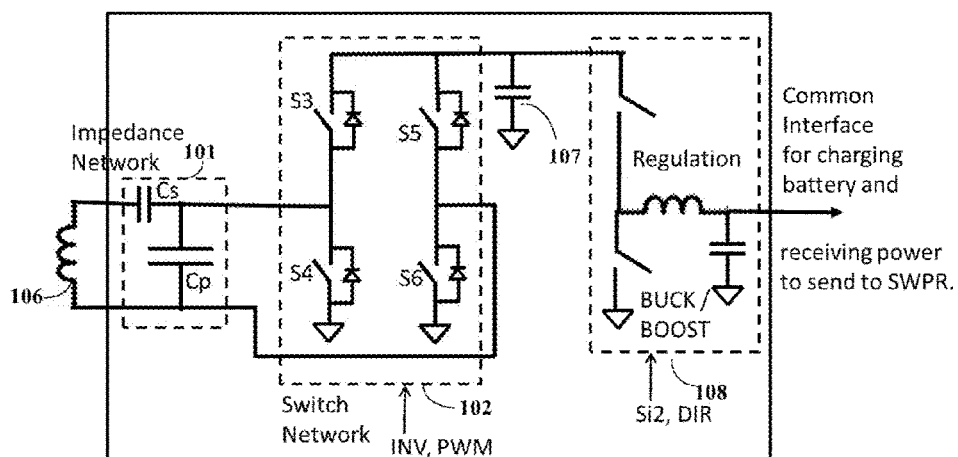 Impedance
Network
101
Cs
Cp
106
S3
S5
S4
S6
107
Regulation
BUCK /
BOOST
Common
Interface
for charging
battery and
receiving power
to send to SWPR.
Switch
Network
102
INV, PWM
108
Si2, DIR